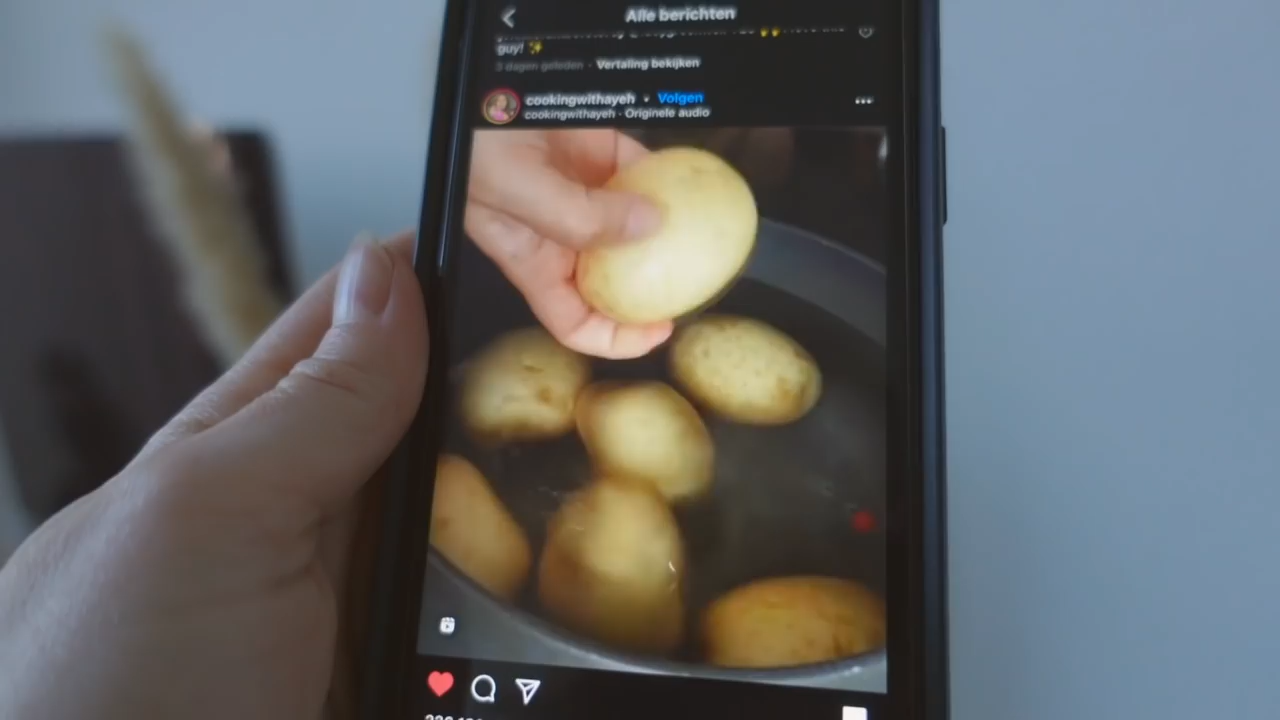 Alle berichten
guy! ✨
3 dagen geleden · Vertaling bekijken
cookingwithayeh · Volgen
cookingwithayeh · Originele audio